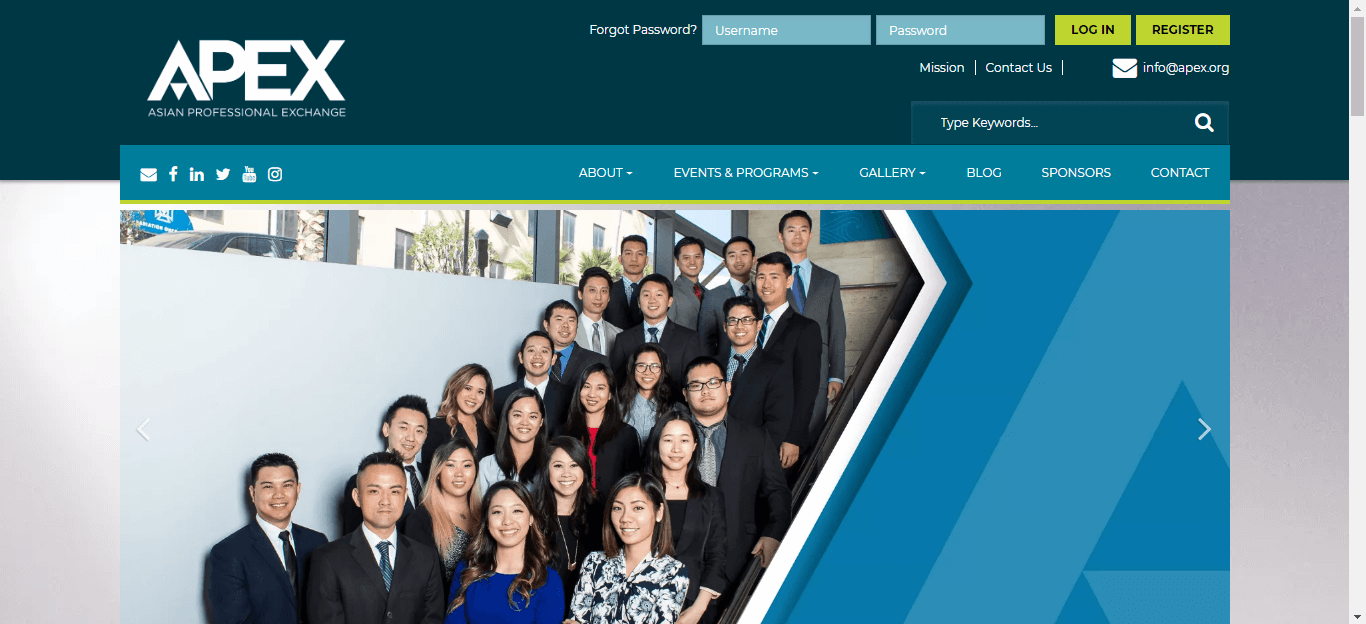 Forgot Password? Username Password LOG IN REGISTER
APEX
ASIAN PROFESSIONAL EXCHANGE
Mission Contact Us info@apex.org
Type Keywords...
ABOUT EVENTS & PROGRAMS GALLERY BLOG SPONSORS CONTACT